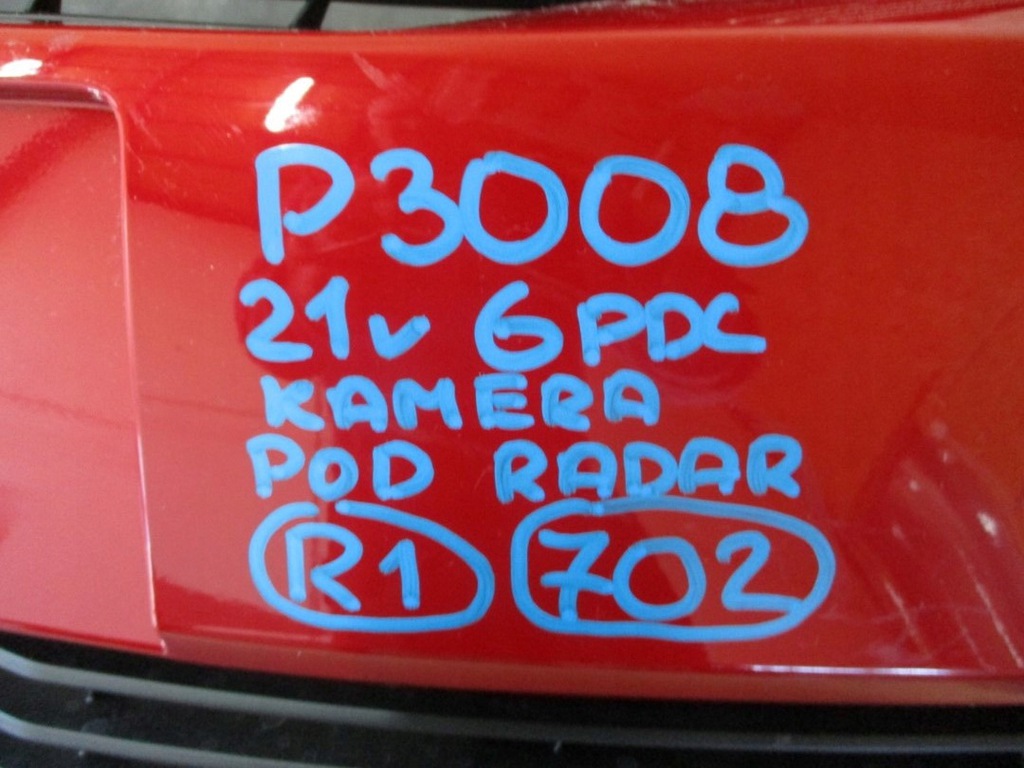 P3008
21v 6PDC
KAMERA
POD RADAR
R1 702